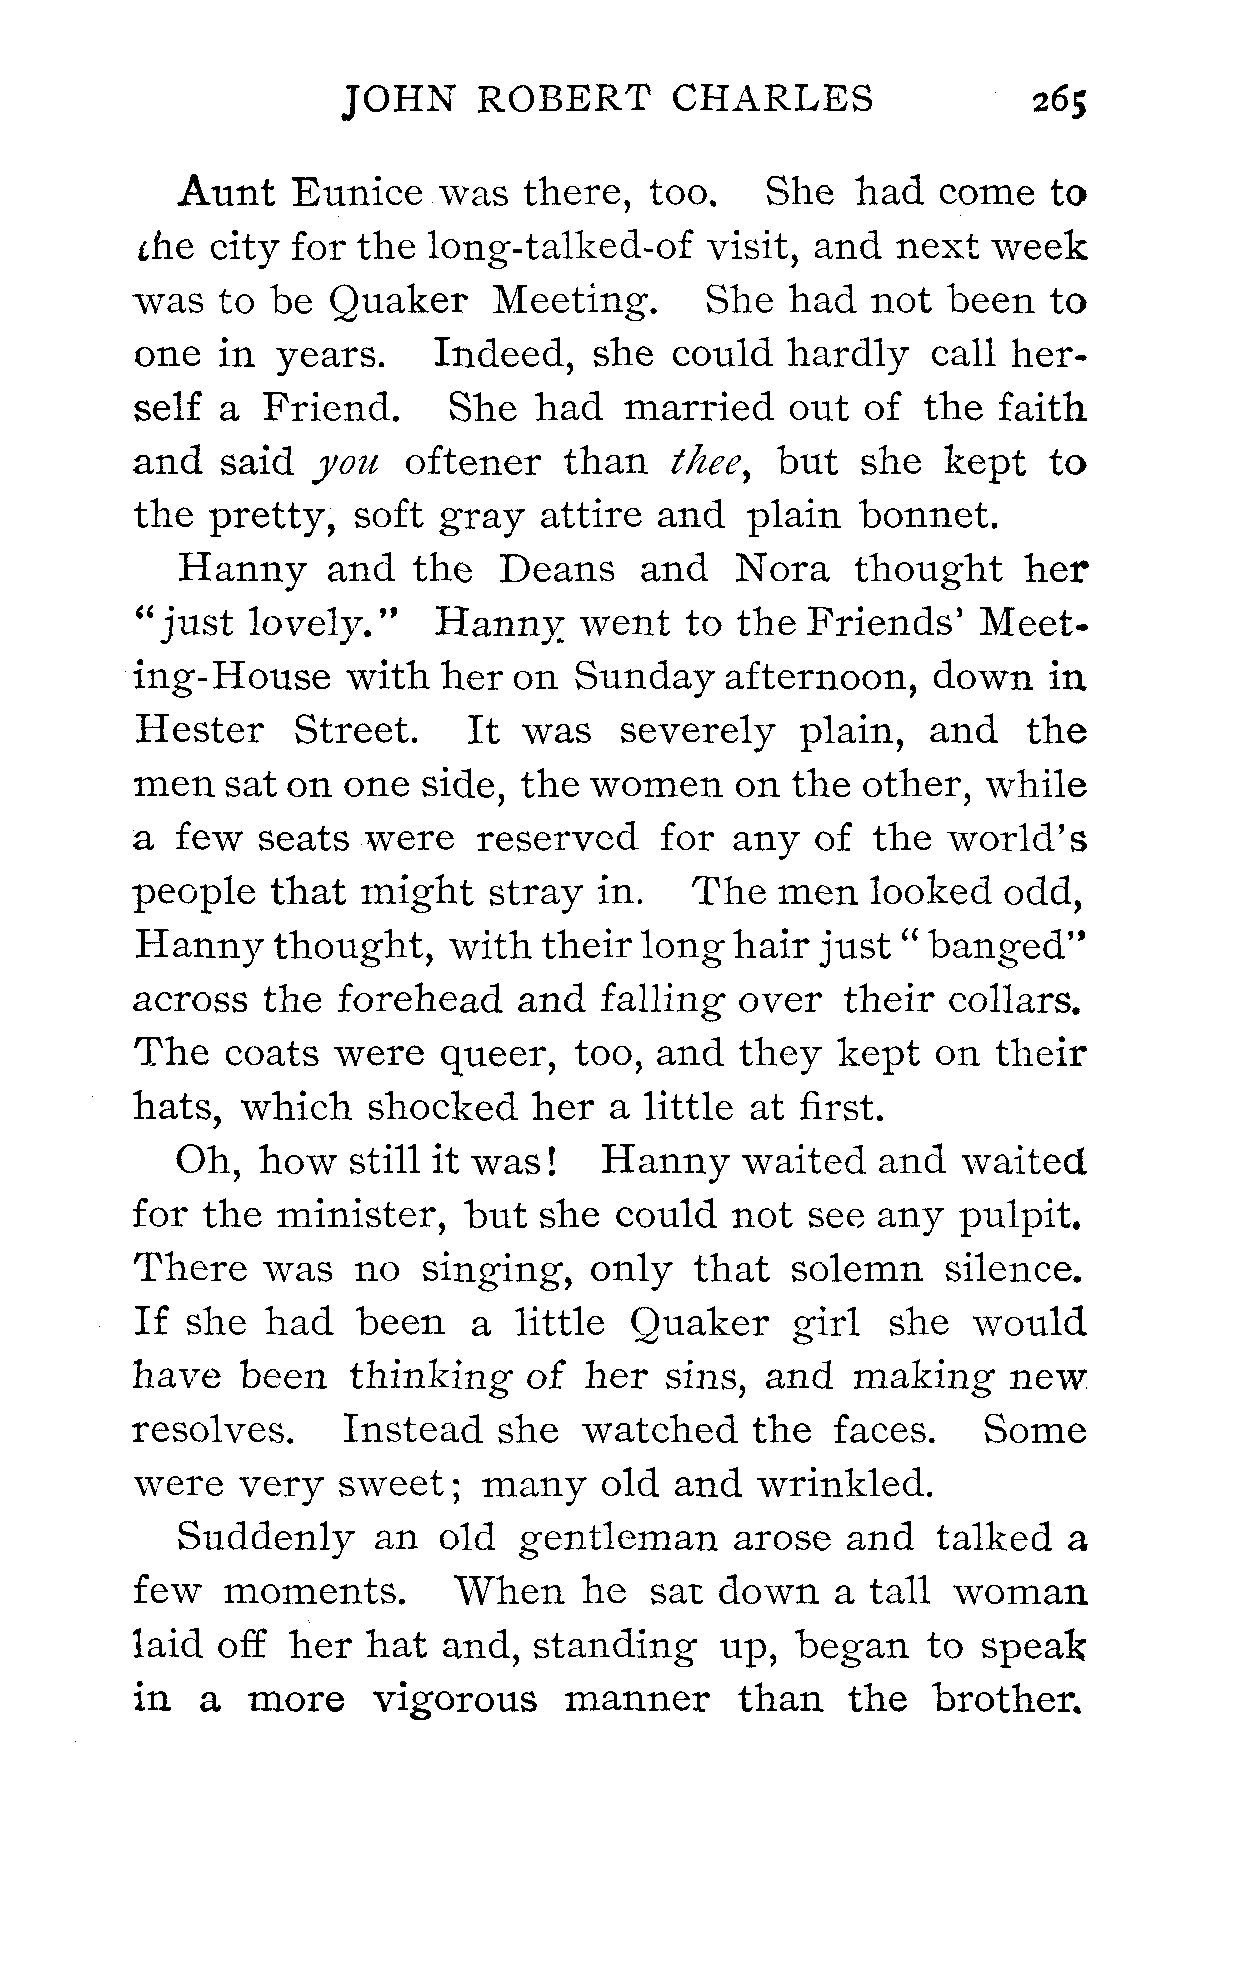 JOHN ROBERT CHARLES 265
Aunt Eunice was there, too. She had come to
the city for the long-talked-of visit, and next week
was to be Quaker Meeting. She had not been to
one in years. Indeed, she could hardly call her-
self a Friend. She had married out of the faith
and said you oftener than thee, but she kept to
the pretty, soft gray attire and plain bonnet.
Hanny and the Deans and Nora thought her
"just lovely." Hanny went to the Friends' Meet-
ing-House with her on Sunday afternoon, down in
Hester Street. It was severely plain, and the
men sat on one side, the women on the other, while
a few seats were reserved for any of the world's
people that might stray in. The men looked odd,
Hanny thought, with their long hair just "banged"
across the forehead and falling over their collars.
The coats were queer, too, and they kept on their
hats, which shocked her a little at first.
Oh, how still it was! Hanny waited and waited
for the minister, but she could not see any pulpit.
There was no singing, only that solemn silence.
If she had been a little Quaker girl she would
have been thinking of her sins, and making new
resolves. Instead she watched the faces. Some
were very sweet; many old and wrinkled.
Suddenly an old gentleman arose and talked a
few moments. When he sat down a tall woman
laid off her hat and, standing up, began to speak
in a more vigorous manner than the brother.